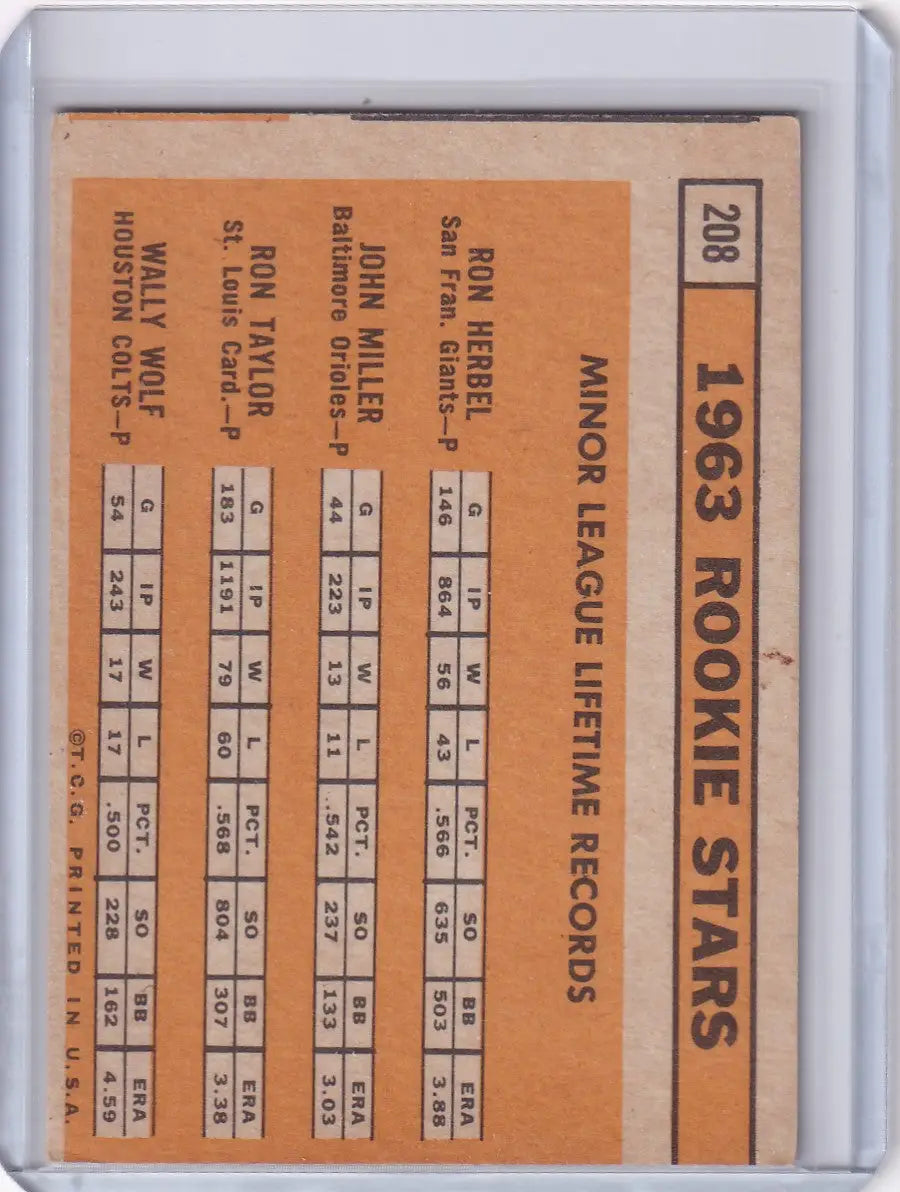 208
1963 ROOKIE STARS
MINOR LEAGUE LIFETIME RECORDS
RON HERBEL
San Fran. Giants—P
G IP W L PCT. SO BB ERA
146 864 56 43 .566 635 503 3.88
JOHN MILLER
Baltimore Orioles—P
G IP W L PCT. SO BB ERA
44 223 13 11 .542 237 133 3.03
RON TAYLOR
St. Louis Card.—P
G IP W L PCT. SO BB ERA
183 1191 79 60 .568 804 307 3.38
WALLY WOLF
HOUSTON COLTS—P
G IP W L PCT. SO BB ERA
54 243 17 17 .500 228 162 4.59
©T.C.G. PRINTED IN U.S.A.